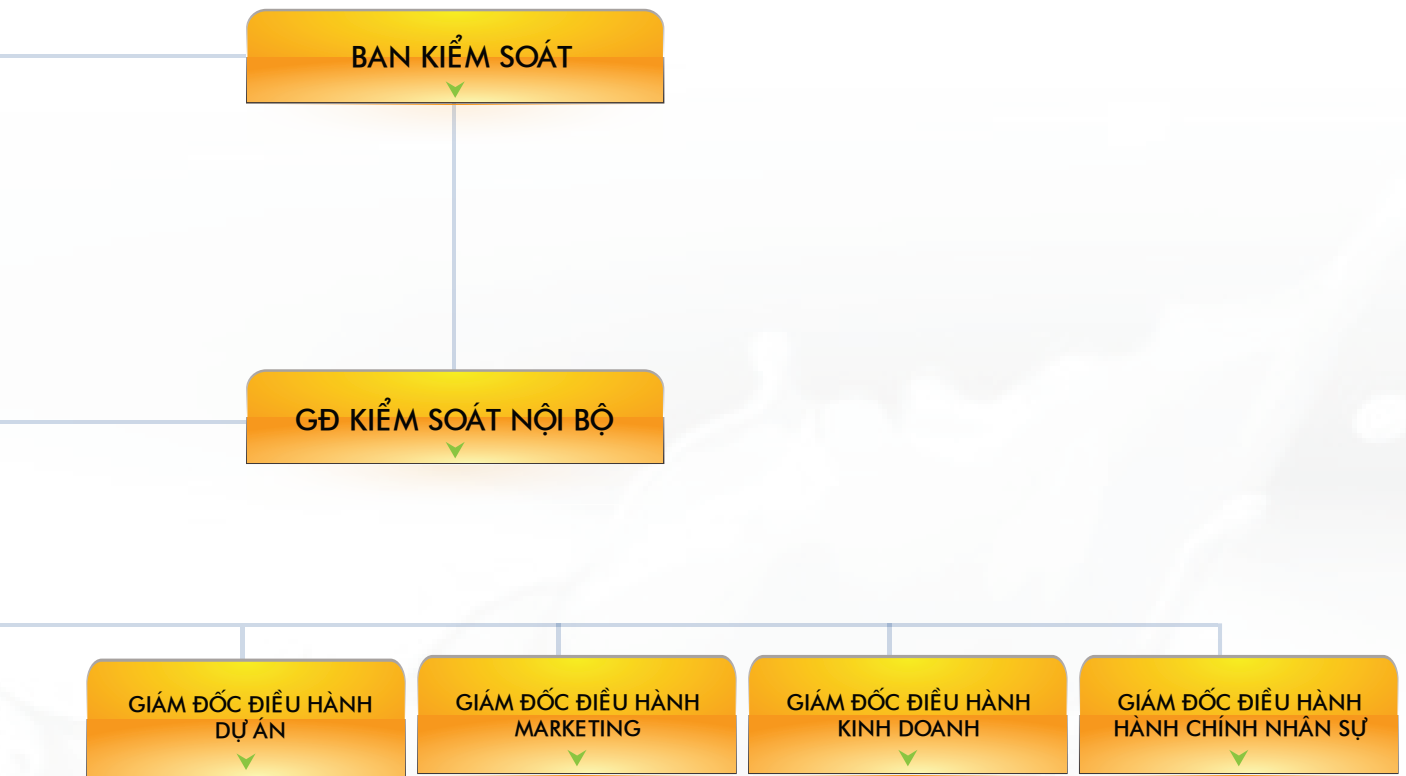 BAN KIỂM SOÁT
GĐ KIỂM SOÁT NỘI BỘ
GIÁM ĐỐC ĐIỀU HÀNH
DỰ ÁN
GIÁM ĐỐC ĐIỀU HÀNH
MARKETING
GIÁM ĐỐC ĐIỀU HÀNH
KINH DOANH
GIÁM ĐỐC ĐIỀU HÀNH
HÀNH CHÍNH NHÂN SỰ